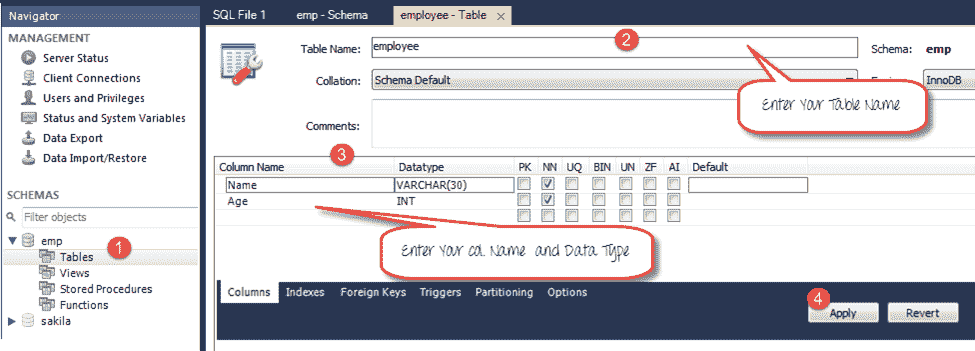 Navigator
SQL File 1
emp - Schema
employee - Table
MANAGEMENT
Server Status
Client Connections
Users and Privileges
Status and System Variables
Data Export
Data Import/Restore
SCHEMAS
Filter objects
emp
1
Tables
Views
Stored Procedures
Functions
sakila
Table Name:
employee
2
Schema:
emp
Collation:
Schema Default
InnoDB
Enter Your Table Name
Comments:
3
Column Name Datatype PK NN UQ BIN UN ZF AI Default
Name VARCHAR(30)
Age INT
Enter Your Col. Name and Data Type
Columns Indexes Foreign Keys Triggers Partitioning Options
4
Apply
Revert